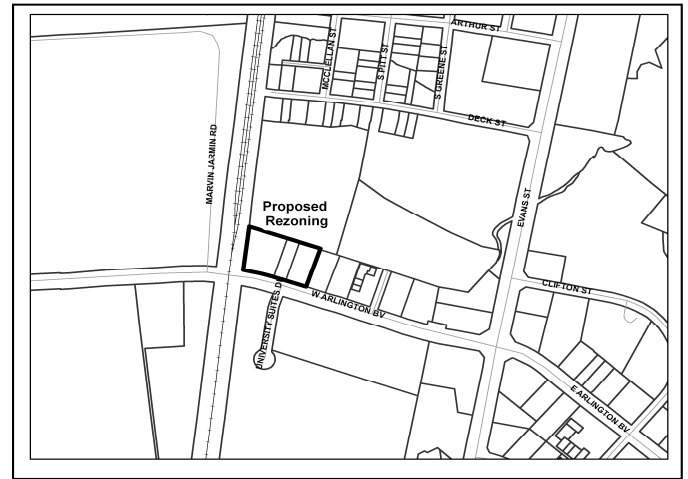 ARTHUR ST
MCCLELLAN ST
S PITT ST
S GREENE ST
DECK ST
MARVIN JARMIN RD
EVANS ST
Proposed
Rezoning
CLIFTON ST
UNIVERSITY SUITES D
W ARLINGTON BV
E ARLINGTON BV